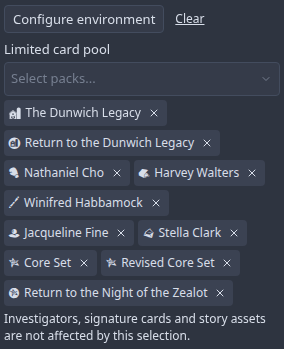 Configure environment Clear
Limited card pool
Select packs...
The Dunwich Legacy ×
Return to the Dunwich Legacy ×
Nathaniel Cho × Harvey Walters ×
Winifred Habbamock ×
Jacqueline Fine × Stella Clark ×
Core Set × Revised Core Set ×
Return to the Night of the Zealot ×
Investigators, signature cards and story assets
are not affected by this selection.